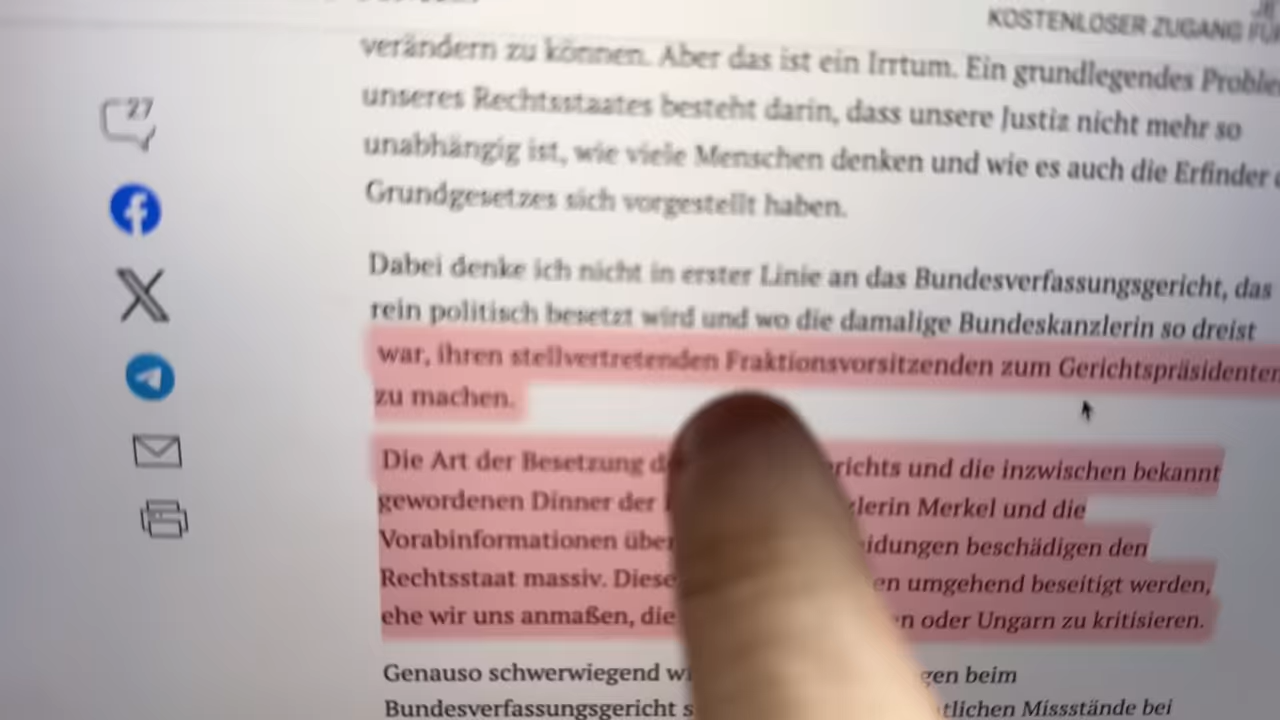 KOSTENLOSER ZUGANG FÜR
27
verändern zu können. Aber das ist ein Irrtum. Ein grundlegendes Proble
unseres Rechtsstaates besteht darin, dass unsere Justiz nicht mehr so
unabhängig ist, wie viele Menschen denken und wie es auch die Erfinder
Grundgesetzes sich vorgestellt haben.
Dabei denke ich nicht in erster Linie an das Bundesverfassungsgericht, das
rein politisch besetzt wird und wo die damalige Bundeskanzlerin so dreist
war, ihren stellvertretenden Fraktionsvorsitzenden zum Gerichtspräsidenten
zu machen.
Die Art der Besetzung d richts und die inzwischen bekannt
gewordenen Dinner der lerin Merkel und die
Vorabinformationen über idungen beschädigen den
Rechtsstaat massiv. Diese en umgehend beseitigt werden,
ehe wir uns anmaßen, die n oder Ungarn zu kritisieren.
Genauso schwerwiegend wi gen beim
Bundesverfassungsgericht s tlichen Missstände bei